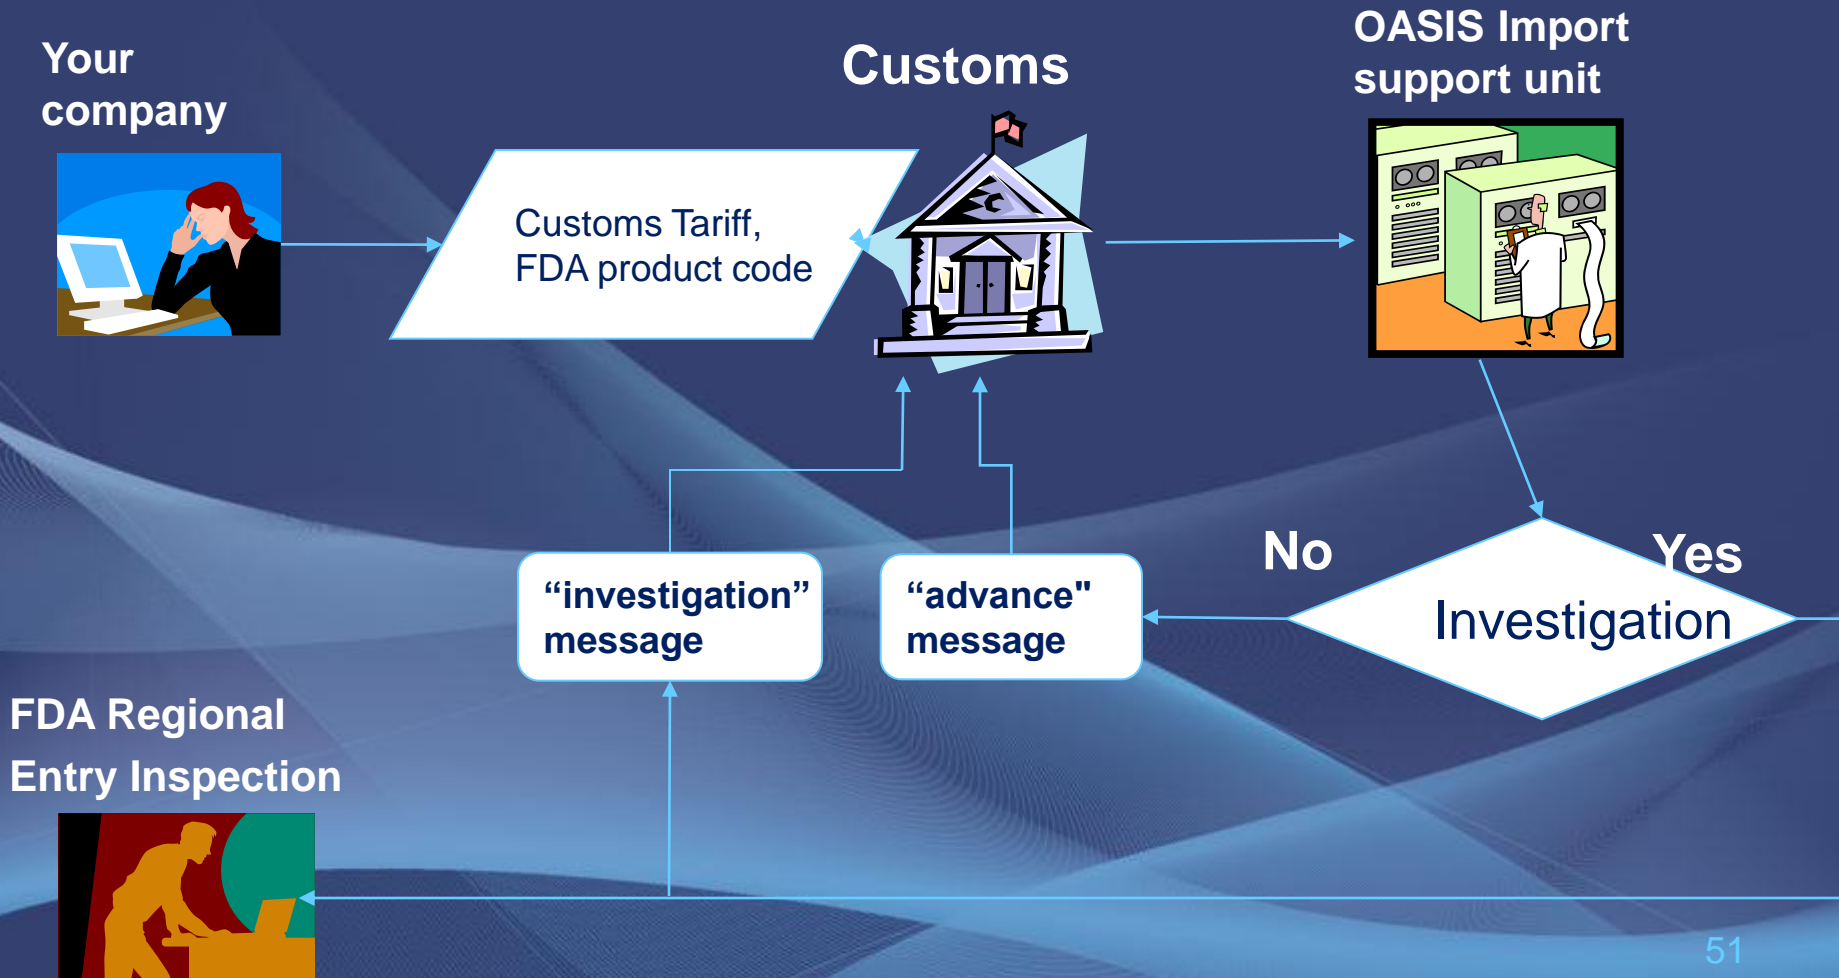 Your
company
Customs
OASIS Import
support unit
Customs Tariff,
FDA product code
No
Yes
“investigation”
message
“advance"
message
Investigation
FDA Regional
Entry Inspection
51